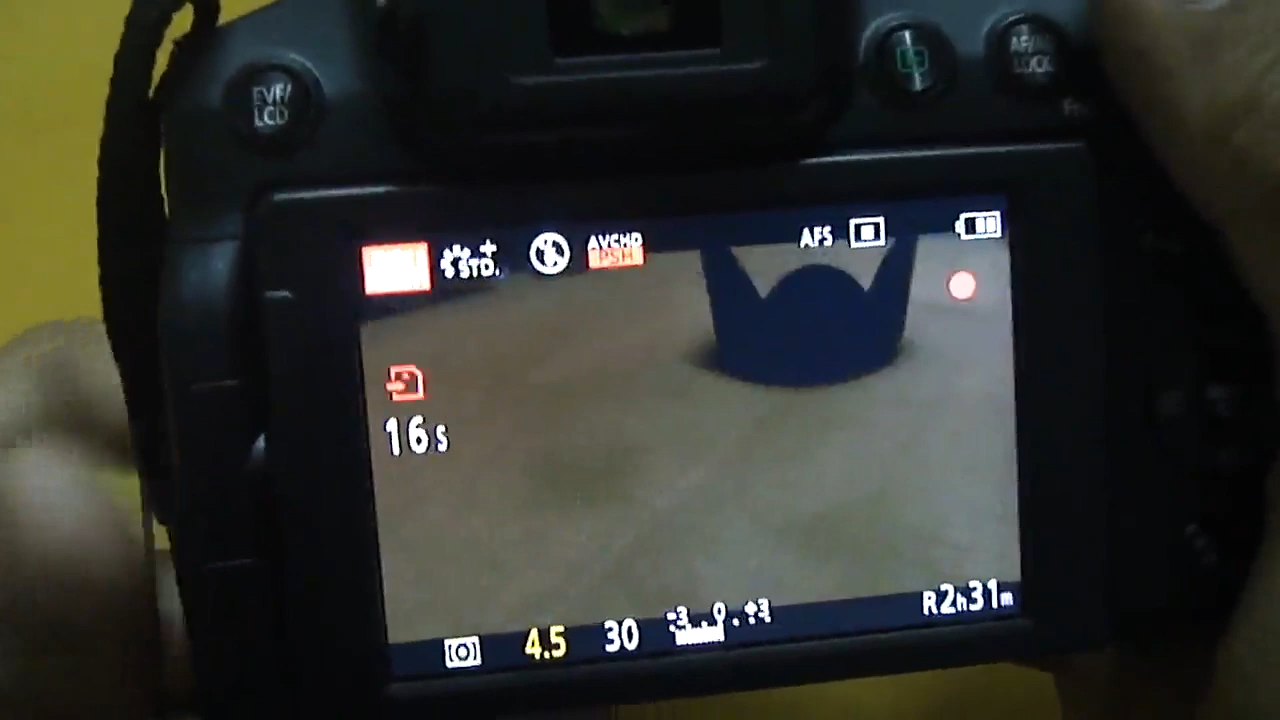 EVF/
LCD
AF/AE
LOCK
STD.
AVCHD
AFS
16s
4.5
30
-3 . 0 . +3
R2h31m